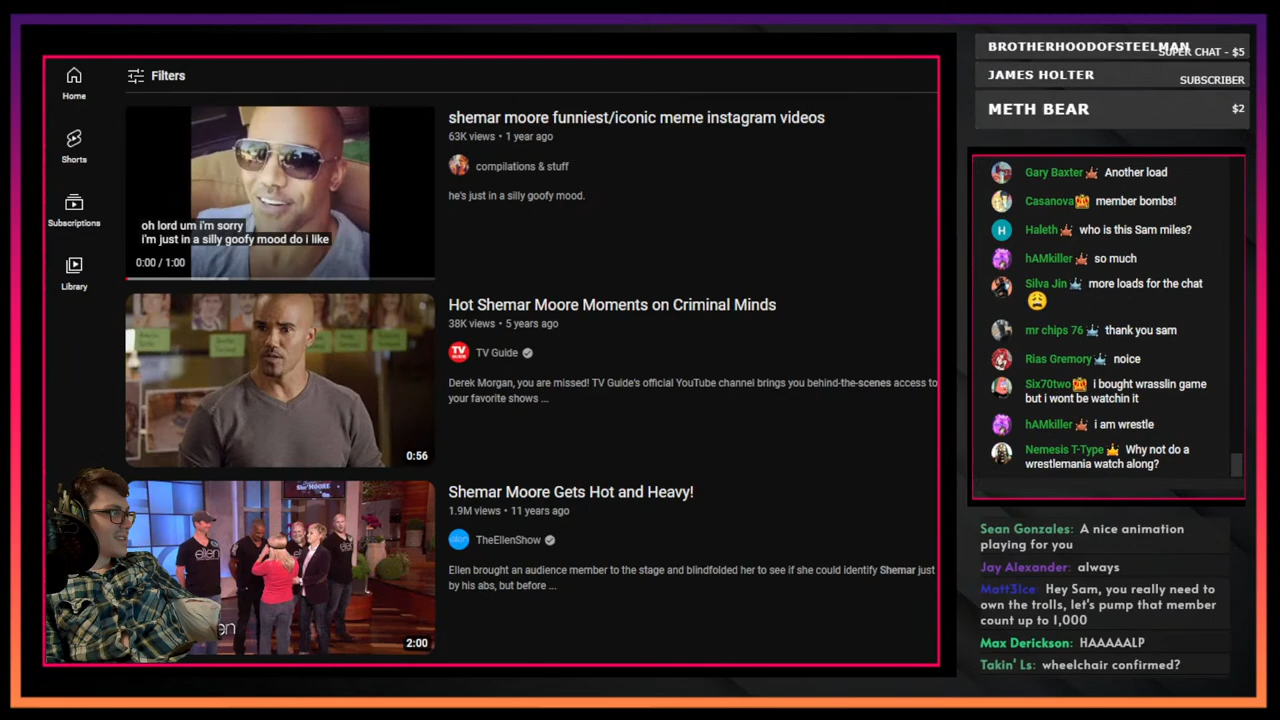 Filters
Home
Shorts
Subscriptions
Library
oh lord um i'm sorry
i'm just in a silly goofy mood do i like
0:00 / 1:00
shemar moore funniest/iconic meme instagram videos
63K views • 1 year ago
compilations & stuff
he's just in a silly goofy mood.
0:56
Hot Shemar Moore Moments on Criminal Minds
38K views • 5 years ago
TV GUIDE
TV Guide
Derek Morgan, you are missed! TV Guide's official YouTube channel brings you behind-the-scenes access to
your favorite shows ...
MOORE
ellen
2:00
Shemar Moore Gets Hot and Heavy!
1.9M views • 11 years ago
ellen
TheEllenShow
Ellen brought an audience member to the stage and blindfolded her to see if she could identify Shemar just
by his abs, but before ...
BROTHERHOODOFSTEELMAN SUPER CHAT - $5
JAMES HOLTER SUBSCRIBER
METH BEAR $2
Gary Baxter Another load
Casanova member bombs!
H Haleth who is this Sam miles?
hAMkiller so much
Silva Jin more loads for the chat
mr chips 76 thank you sam
Rias Gremory noice
Six70two i bought wrasslin game
but i wont be watchin it
hAMkiller i am wrestle
Nemesis T-Type Why not do a
wrestlemania watch along?
Sean Gonzales: A nice animation
playing for you
Jay Alexander: always
Matt3Ice: Hey Sam, you really need to
own the trolls, let's pump that member
count up to 1,000
Max Derickson: HAAAAALP
Takin' Ls: wheelchair confirmed?